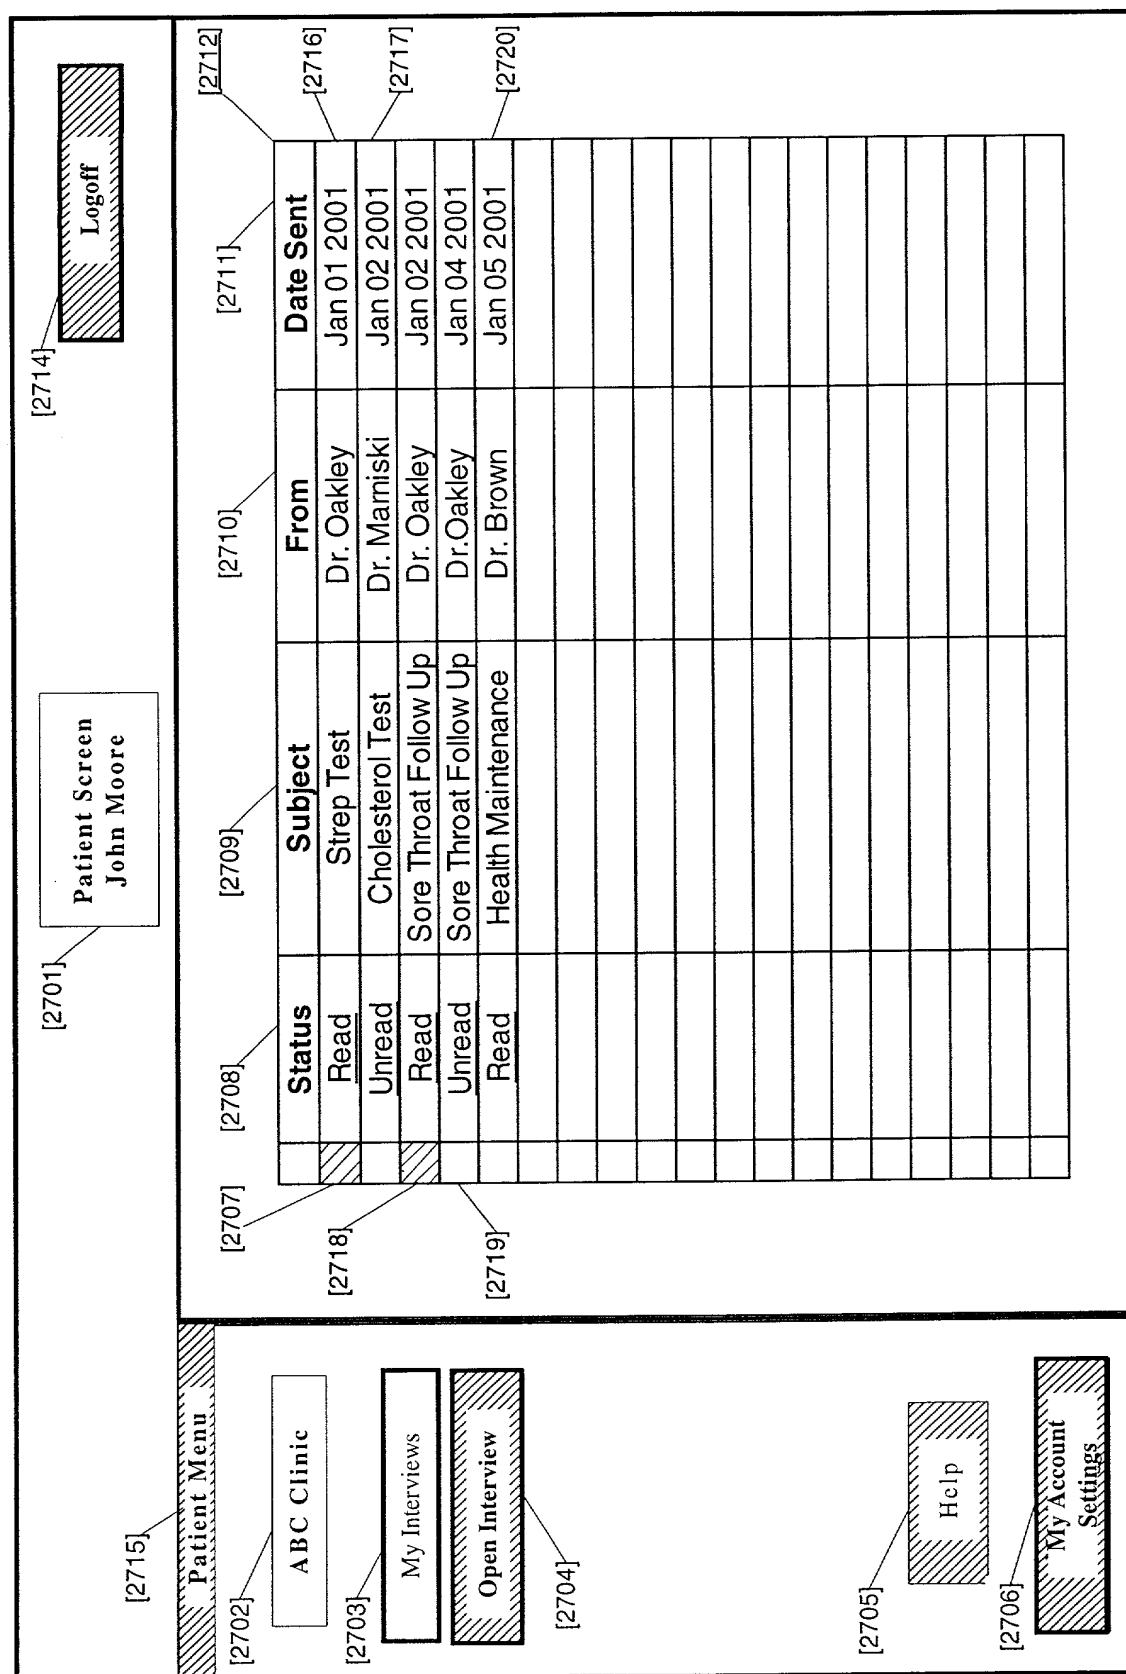 [2701]
Patient Screen
John Moore
[2714]
Logoff
[2715]
Patient Menu
[2702]
ABC Clinic
[2703]
My Interviews
Open Interview
[2704]
[2705]
Help
[2706]
My Account
Settings
[2707] [2708] [2709] [2710] [2711] [2712]
Status Subject From Date Sent
Read Strep Test Dr. Oakley Jan 01 2001 [2716]
Unread Cholesterol Test Dr. Marniski Jan 02 2001 [2717]
[2718] Read Sore Throat Follow Up Dr. Oakley Jan 02 2001
[2719] Unread Sore Throat Follow Up Dr.Oakley Jan 04 2001
Read Health Maintenance Dr. Brown Jan 05 2001 [2720]